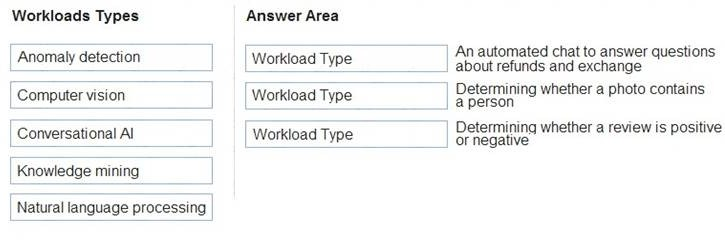 Workloads Types
Answer Area
Anomaly detection
Workload Type
An automated chat to answer questions
about refunds and exchange
Computer vision
Workload Type
Determining whether a photo contains
a person
Conversational AI
Workload Type
Determining whether a review is positive
or negative
Knowledge mining
Natural language processing